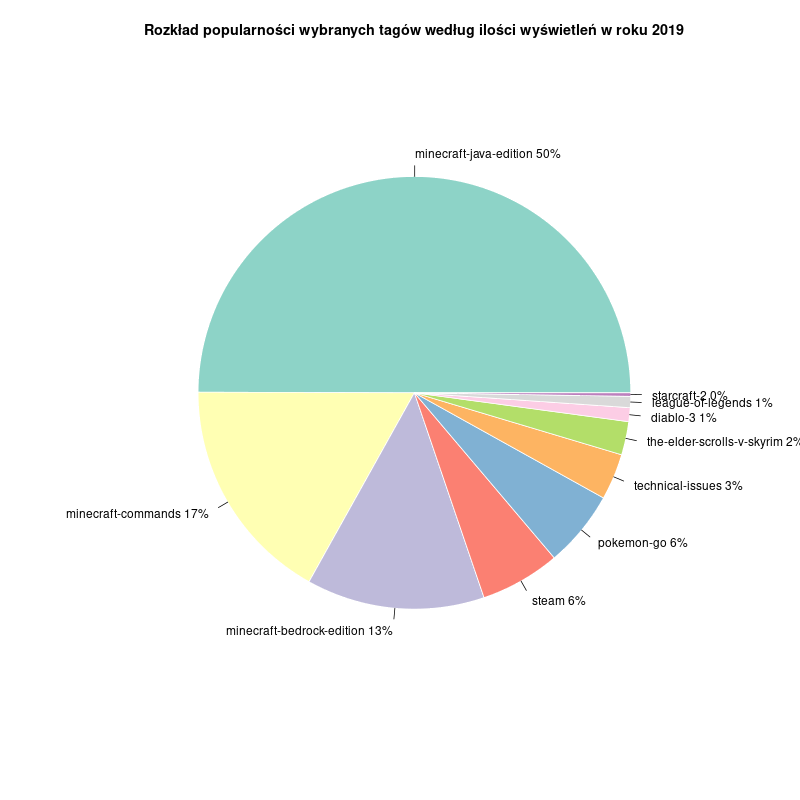 Rozkład popularności wybranych tagów według ilości wyświetleń w roku 2019
minecraft-java-edition 50%
starcraft-2 0%
league-of-legends 1%
diablo-3 1%
the-elder-scrolls-v-skyrim 2%
technical-issues 3%
minecraft-commands 17%
pokemon-go 6%
steam 6%
minecraft-bedrock-edition 13%